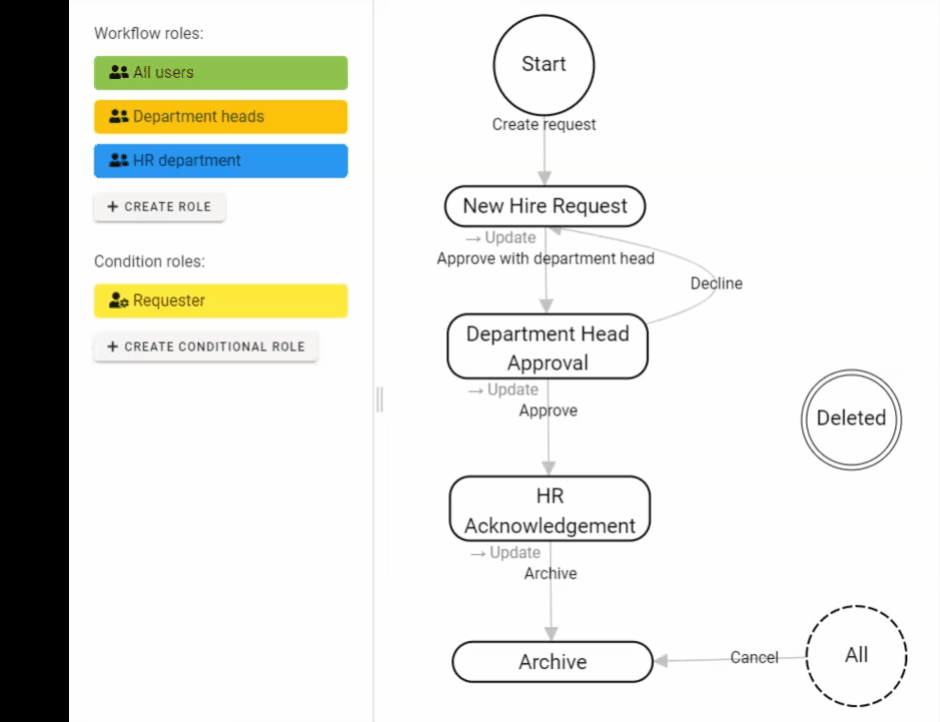 Workflow roles:
All users
Department heads
HR department
+ CREATE ROLE
Condition roles:
Requester
+ CREATE CONDITIONAL ROLE
Start
Create request
New Hire Request
→ Update
Approve with department head
Decline
Department Head
Approval
→ Update
Approve
Deleted
HR
Acknowledgement
→ Update
Archive
Archive
Cancel
All